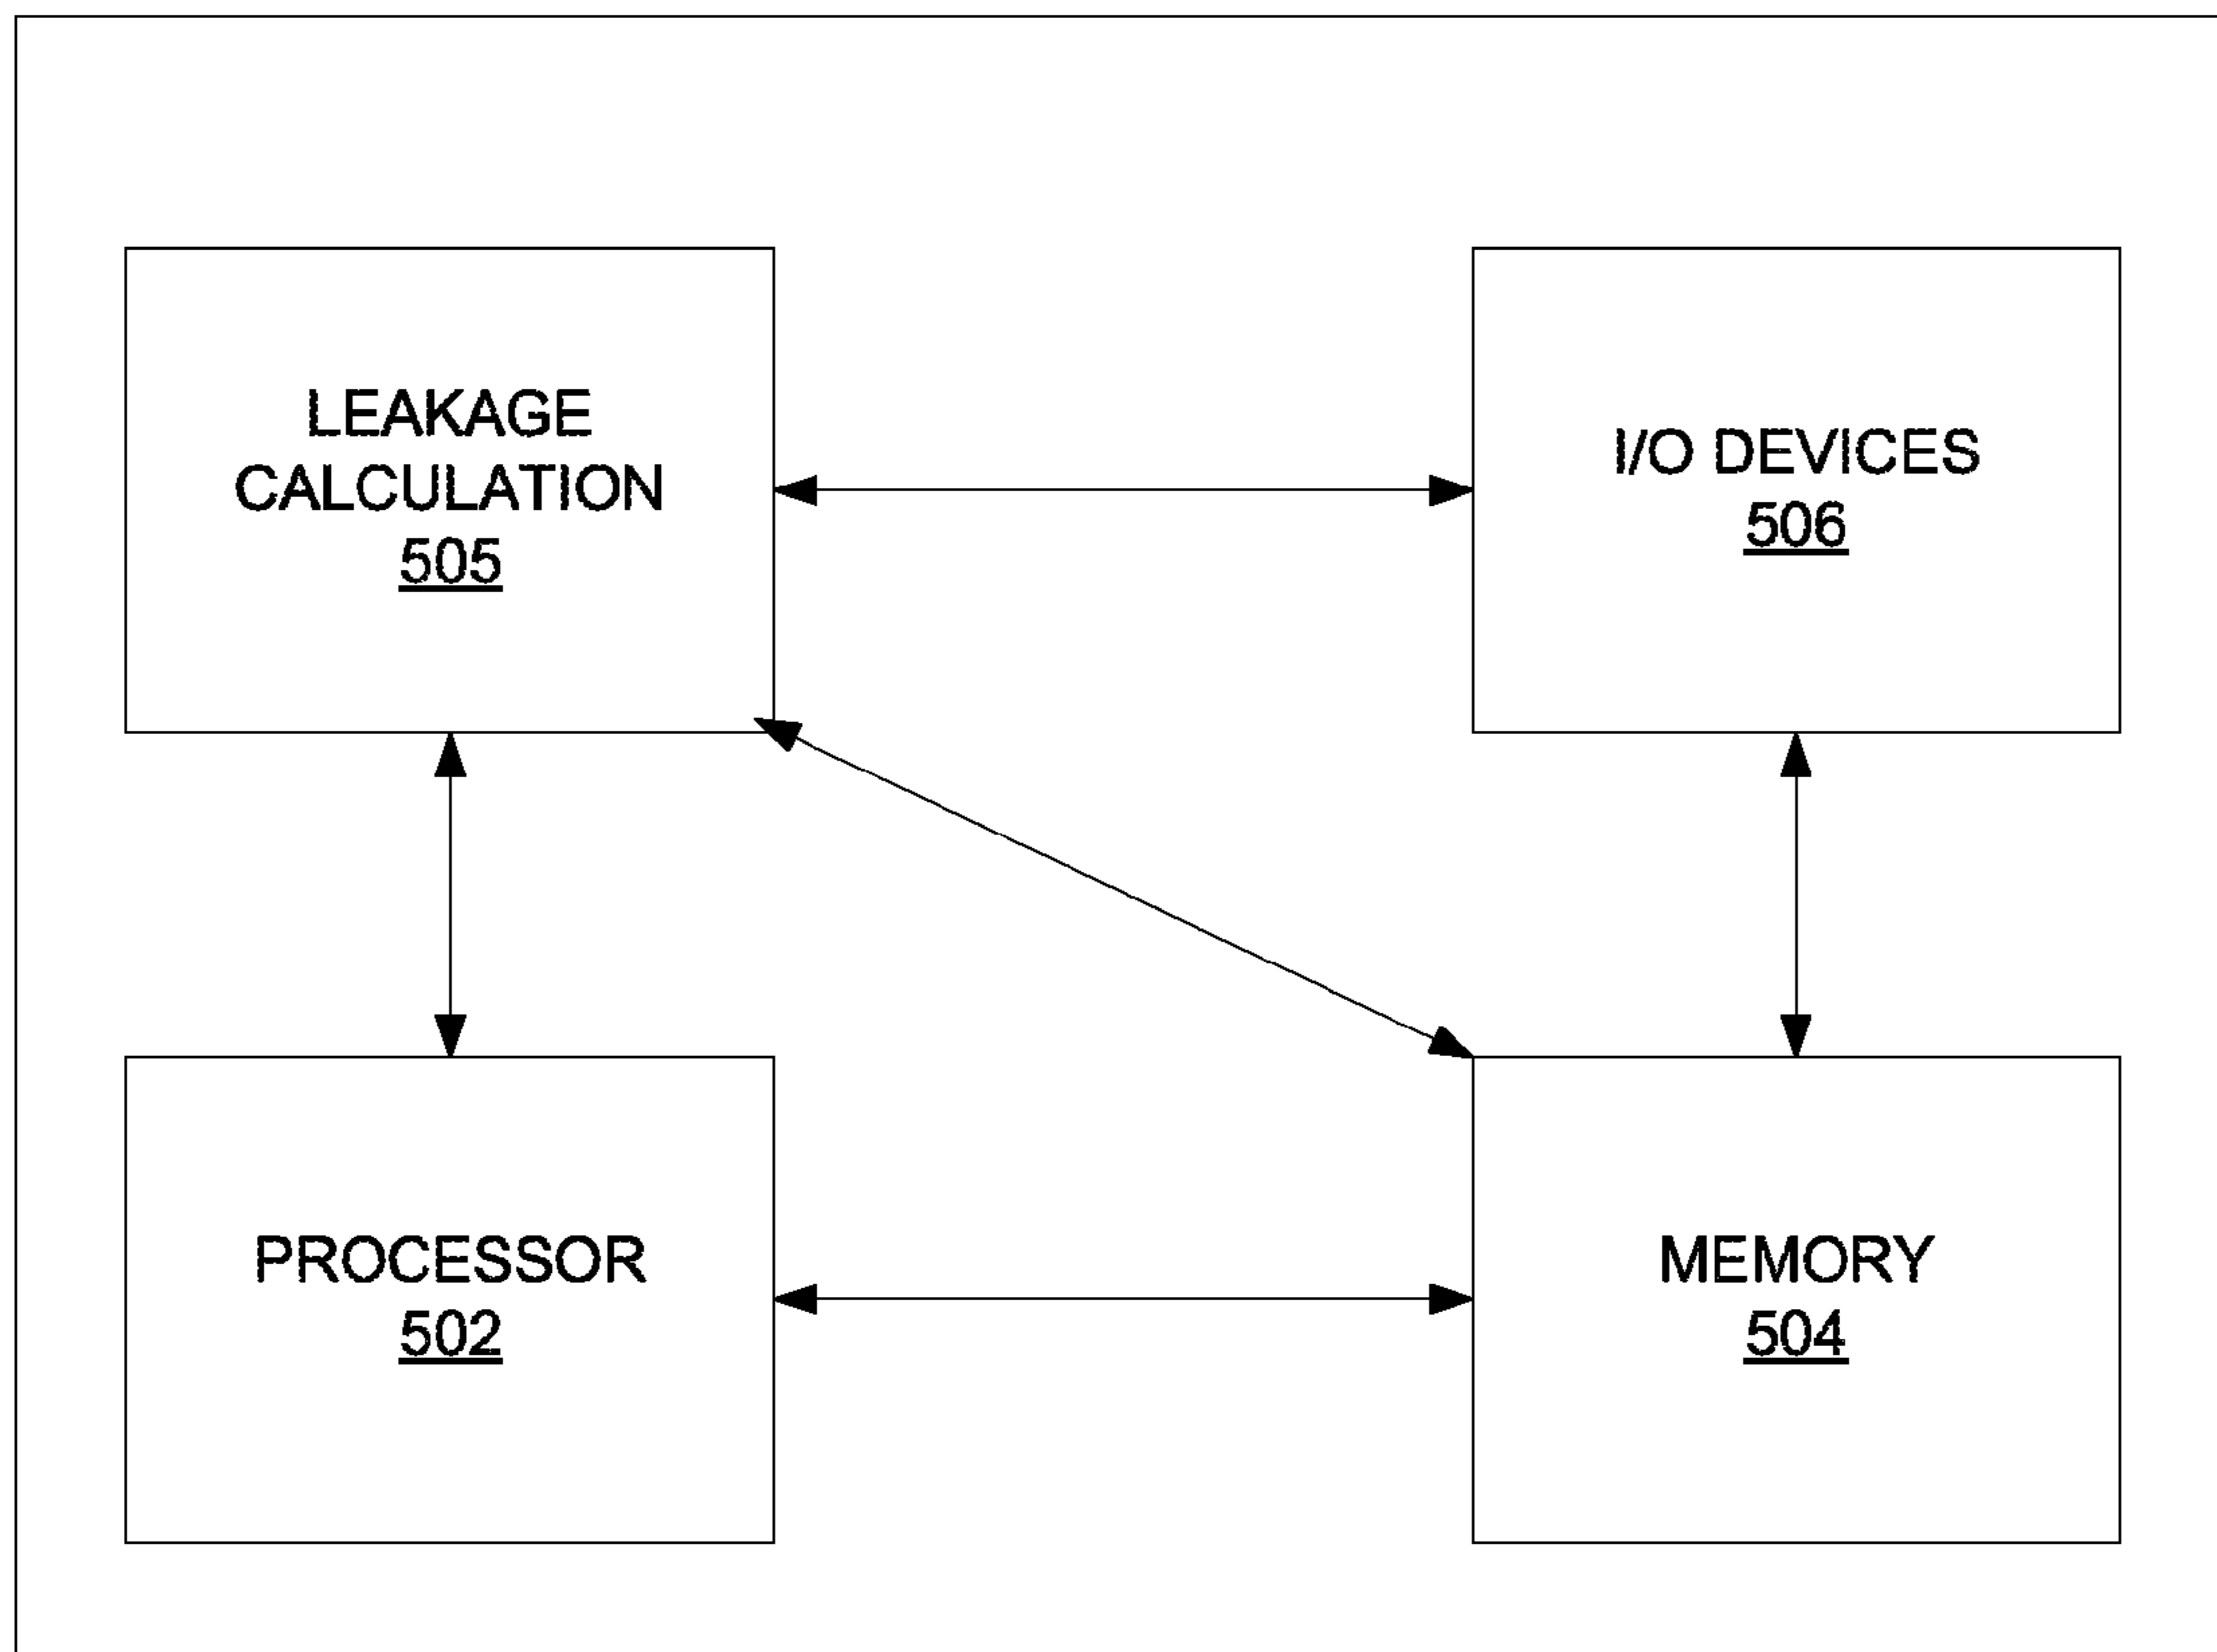 LEAKAGE
CALCULATION
505
I/O DEVICES
506
PROCESSOR
502
MEMORY
504